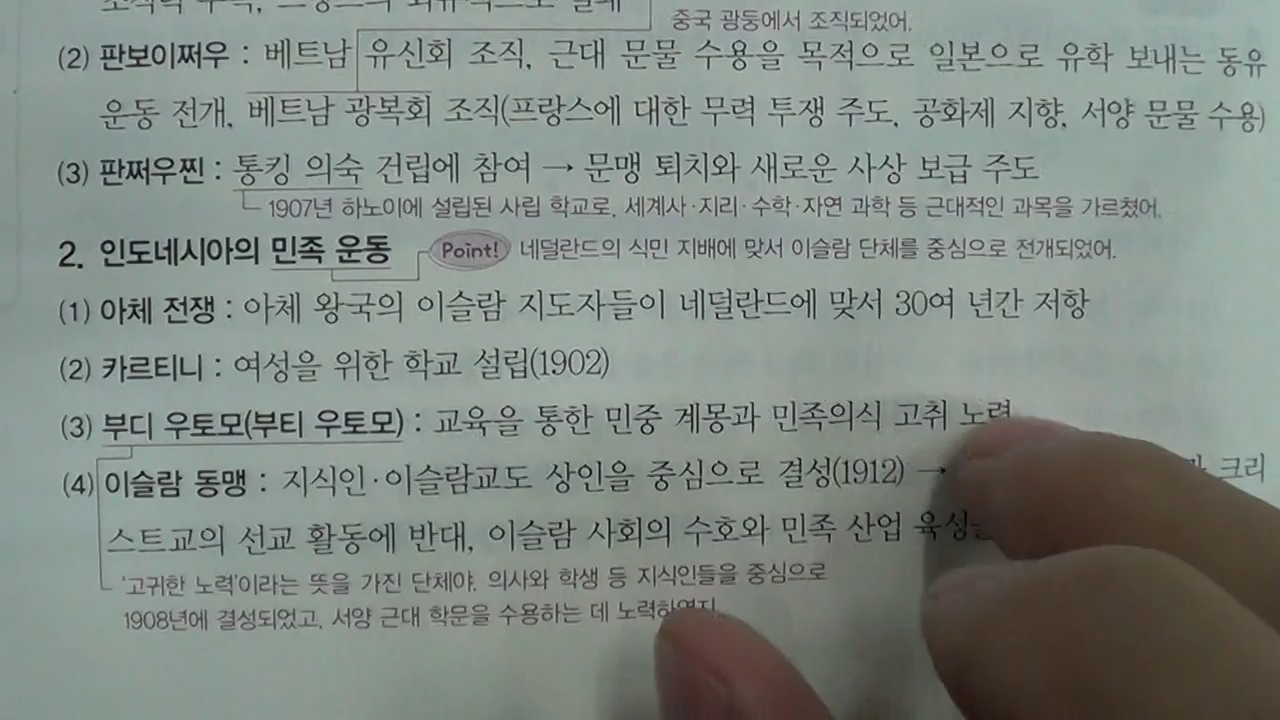 중국 광둥에서 조직되었어.
(2) 판보이쩌우 : 베트남 유신회 조직, 근대 문물 수용을 목적으로 일본으로 유학 보내는 동유
운동 전개, 베트남 광복회 조직(프랑스에 대한 무력 투쟁 주도, 공화제 지향, 서양 문물 수용)
(3) 판쩌우찐 : 통킹 의숙 건립에 참여 → 문맹 퇴치와 새로운 사상 보급 주도
1907년 하노이에 설립된 사립 학교로, 세계사·지리·수학·자연 과학 등 근대적인 과목을 가르쳤어.
2. 인도네시아의 민족 운동 Point! 네덜란드의 식민 지배에 맞서 이슬람 단체를 중심으로 전개되었어.
(1) 아체 전쟁 : 아체 왕국의 이슬람 지도자들이 네덜란드에 맞서 30여 년간 저항
(2) 카르티니 : 여성을 위한 학교 설립(1902)
(3) 부디 우토모(부티 우토모) : 교육을 통한 민중 계몽과 민족의식 고취 노력
(4) 이슬람 동맹 : 지식인·이슬람교도 상인을 중심으로 결성(1912) → 크리
스트교의 선교 활동에 반대, 이슬람 사회의 수호와 민족 산업 육성을
'고귀한 노력'이라는 뜻을 가진 단체야. 의사와 학생 등 지식인들을 중심으로
1908년에 결성되었고, 서양 근대 학문을 수용하는 데 노력하였지.